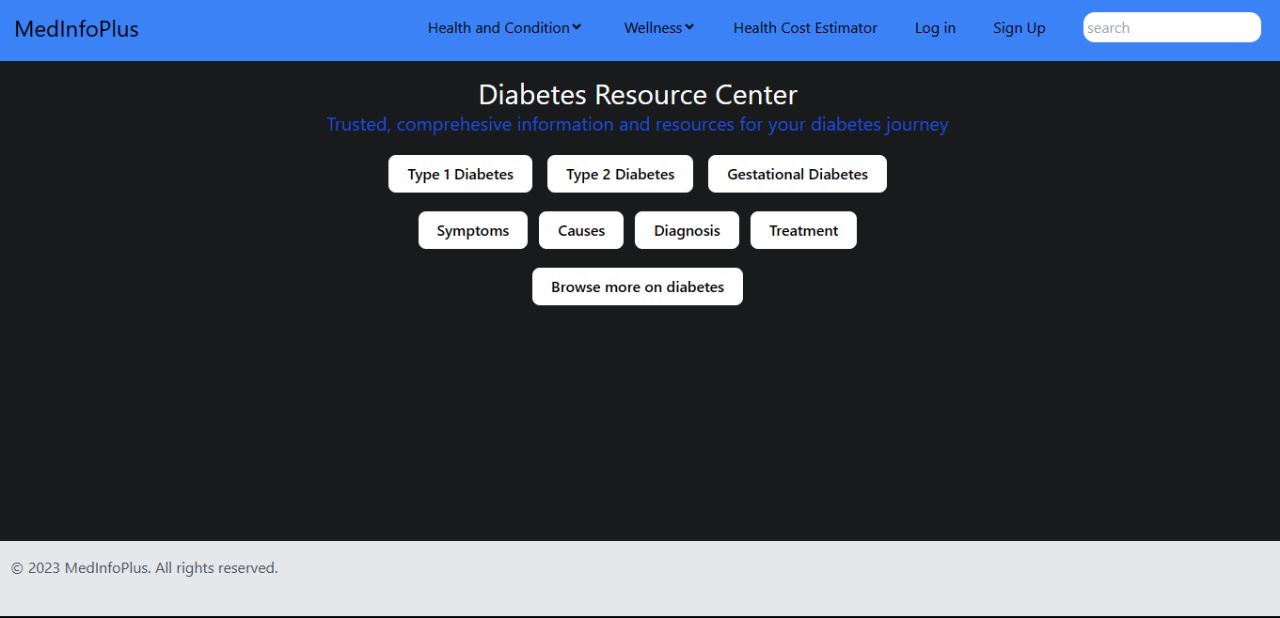 MedInfoPlus Health and Condition Wellness Health Cost Estimator Log in Sign Up search
Diabetes Resource Center
Trusted, comprehesive information and resources for your diabetes journey
Type 1 Diabetes Type 2 Diabetes Gestational Diabetes
Symptoms Causes Diagnosis Treatment
Browse more on diabetes
© 2023 MedInfoPlus. All rights reserved.